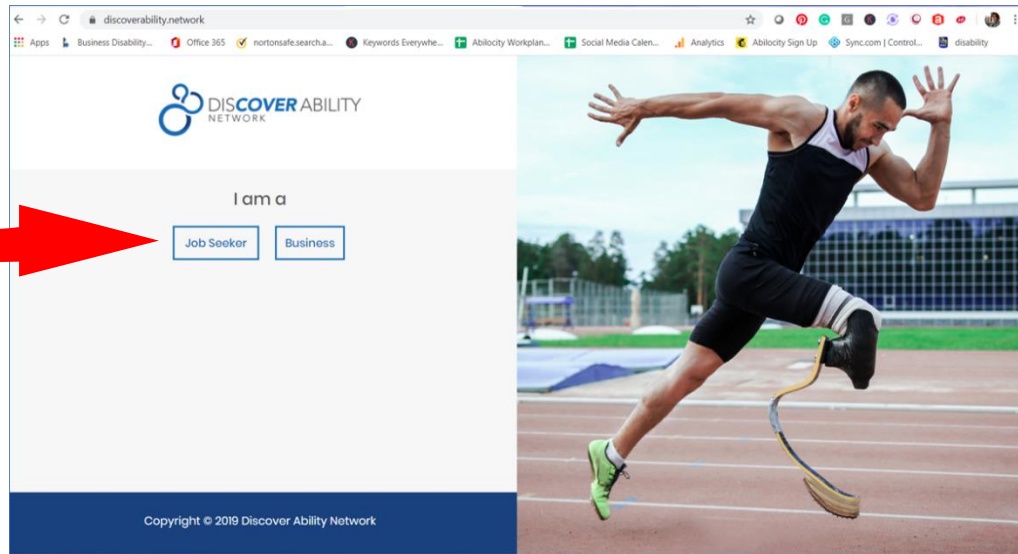 discoverability.network
Apps Business Disability... Office 365 nortonsafe.search.a... Keywords Everywhe... Abilocity Workplan... Social Media Calen... Analytics Abilocity Sign Up Sync.com | Control... disability
DISCOVER ABILITY
NETWORK
I am a
Job Seeker Business
Copyright © 2019 Discover Ability Network